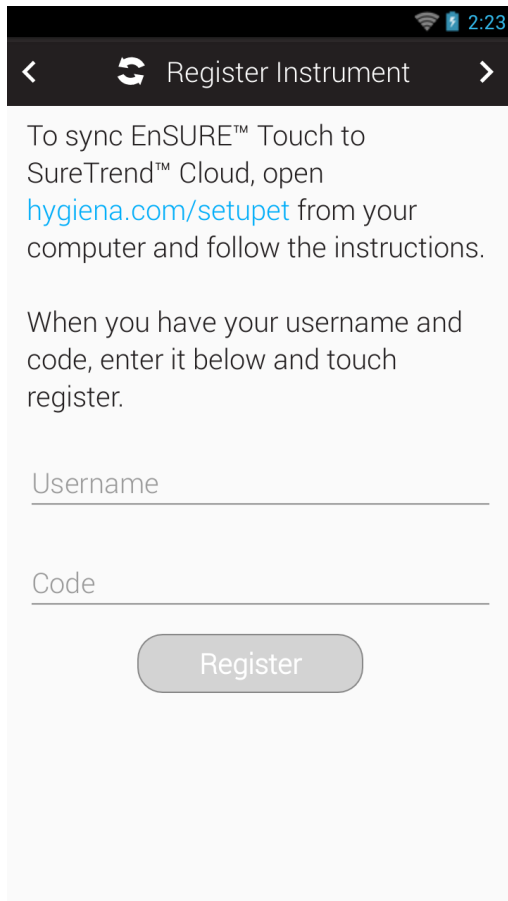 2:23
Register Instrument
To sync EnSURE™ Touch to
SureTrend™ Cloud, open
hygiena.com/setupet from your
computer and follow the instructions.
When you have your username and
code, enter it below and touch
register.
Username
Code
Register